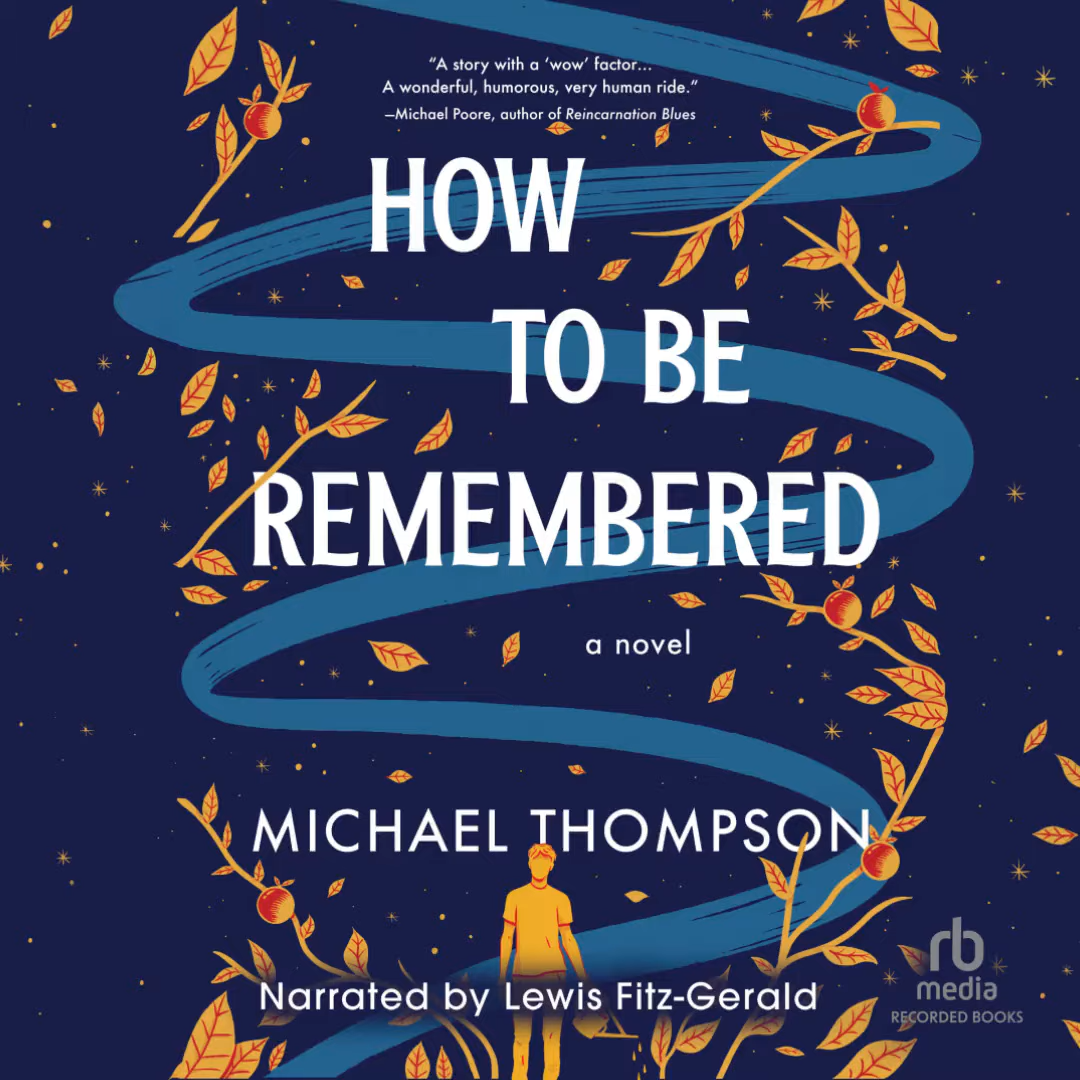 “A story with a ‘wow’ factor...
A wonderful, humorous, very human ride.”
—Michael Poore, author of Reincarnation Blues
HOW
TO BE
REMEMBERED
a novel
MICHAEL THOMPSON
Narrated by Lewis Fitz-Gerald
rb
media
RECORDED BOOKS